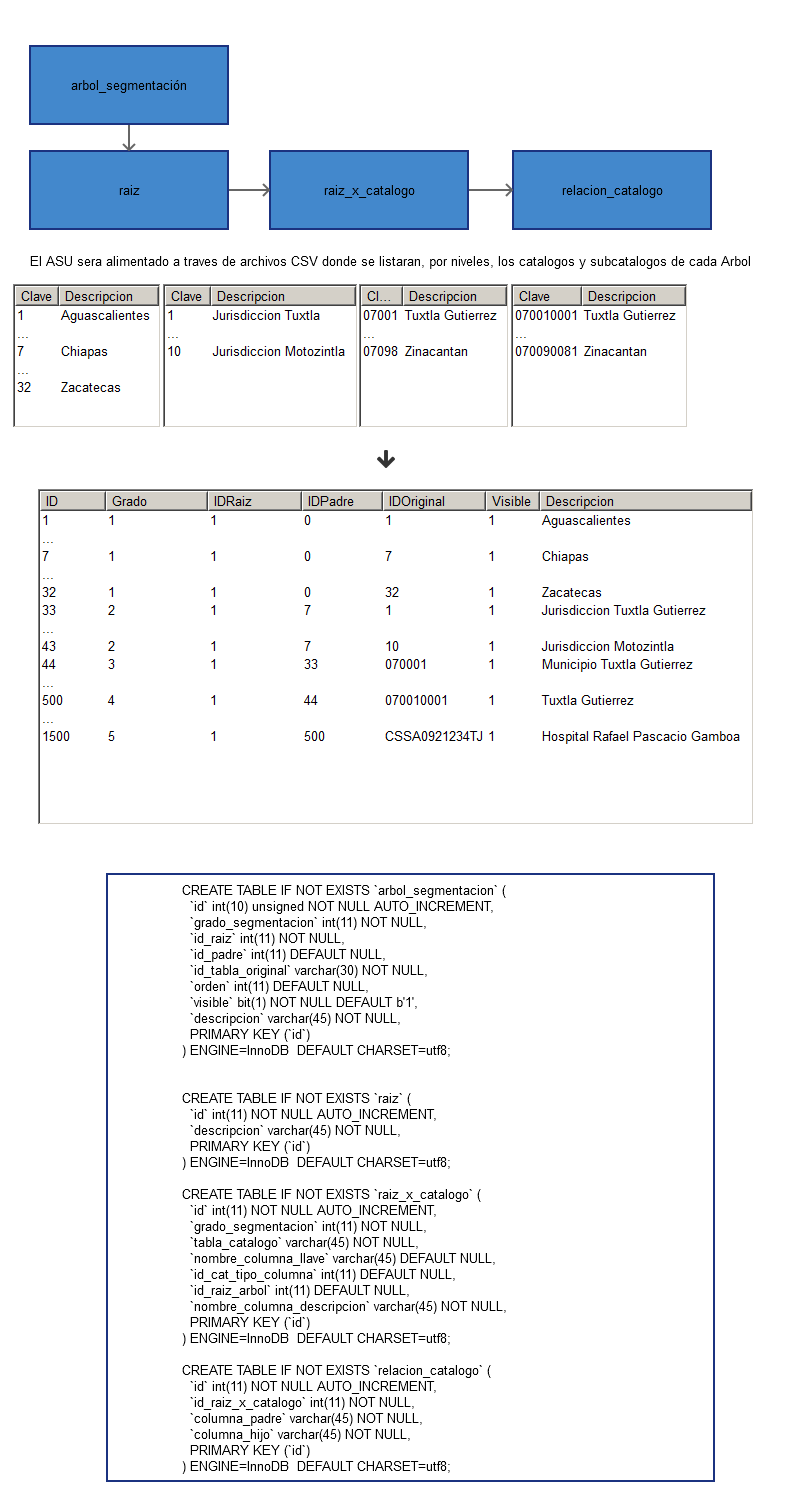 arbol_segmentación
raiz
raiz_x_catalogo
relacion_catalogo
El ASU sera alimentado a traves de archivos CSV donde se listaran, por niveles, los catalogos y subcatalogos de cada Arbol
Clave Descripcion
1 Aguascalientes
...
7 Chiapas
...
32 Zacatecas
Clave Descripcion
1 Jurisdiccion Tuxtla
...
10 Jurisdiccion Motozintla
Cl... Descripcion
07001 Tuxtla Gutierrez
...
07098 Zinacantan
Clave Descripcion
070010001 Tuxtla Gutierrez
...
070090081 Zinacantan
ID Grado IDRaiz IDPadre IDOriginal Visible Descripcion
1 1 1 0 1 1 Aguascalientes
...
7 1 1 0 7 1 Chiapas
...
32 1 1 0 32 1 Zacatecas
33 2 1 7 1 1 Jurisdiccion Tuxtla Gutierrez
...
43 2 1 7 10 1 Jurisdiccion Motozintla
44 3 1 33 070001 1 Municipio Tuxtla Gutierrez
...
500 4 1 44 070010001 1 Tuxtla Gutierrez
...
1500 5 1 500 CSSA0921234TJ 1 Hospital Rafael Pascacio Gamboa
CREATE TABLE IF NOT EXISTS `arbol_segmentacion` (
`id` int(10) unsigned NOT NULL AUTO_INCREMENT,
`grado_segmentacion` int(11) NOT NULL,
`id_raiz` int(11) NOT NULL,
`id_padre` int(11) DEFAULT NULL,
`id_tabla_original` varchar(30) NOT NULL,
`orden` int(11) DEFAULT NULL,
`visible` bit(1) NOT NULL DEFAULT b'1',
`descripcion` varchar(45) NOT NULL,
PRIMARY KEY (`id`)
) ENGINE=InnoDB DEFAULT CHARSET=utf8;
CREATE TABLE IF NOT EXISTS `raiz` (
`id` int(11) NOT NULL AUTO_INCREMENT,
`descripcion` varchar(45) NOT NULL,
PRIMARY KEY (`id`)
) ENGINE=InnoDB DEFAULT CHARSET=utf8;
CREATE TABLE IF NOT EXISTS `raiz_x_catalogo` (
`id` int(11) NOT NULL AUTO_INCREMENT,
`grado_segmentacion` int(11) NOT NULL,
`tabla_catalogo` varchar(45) NOT NULL,
`nombre_columna_llave` varchar(45) DEFAULT NULL,
`id_cat_tipo_columna` int(11) DEFAULT NULL,
`id_raiz_arbol` int(11) DEFAULT NULL,
`nombre_columna_descripcion` varchar(45) NOT NULL,
PRIMARY KEY (`id`)
) ENGINE=InnoDB DEFAULT CHARSET=utf8;
CREATE TABLE IF NOT EXISTS `relacion_catalogo` (
`id` int(11) NOT NULL AUTO_INCREMENT,
`id_raiz_x_catalogo` int(11) NOT NULL,
`columna_padre` varchar(45) NOT NULL,
`columna_hijo` varchar(45) NOT NULL,
PRIMARY KEY (`id`)
) ENGINE=InnoDB DEFAULT CHARSET=utf8;